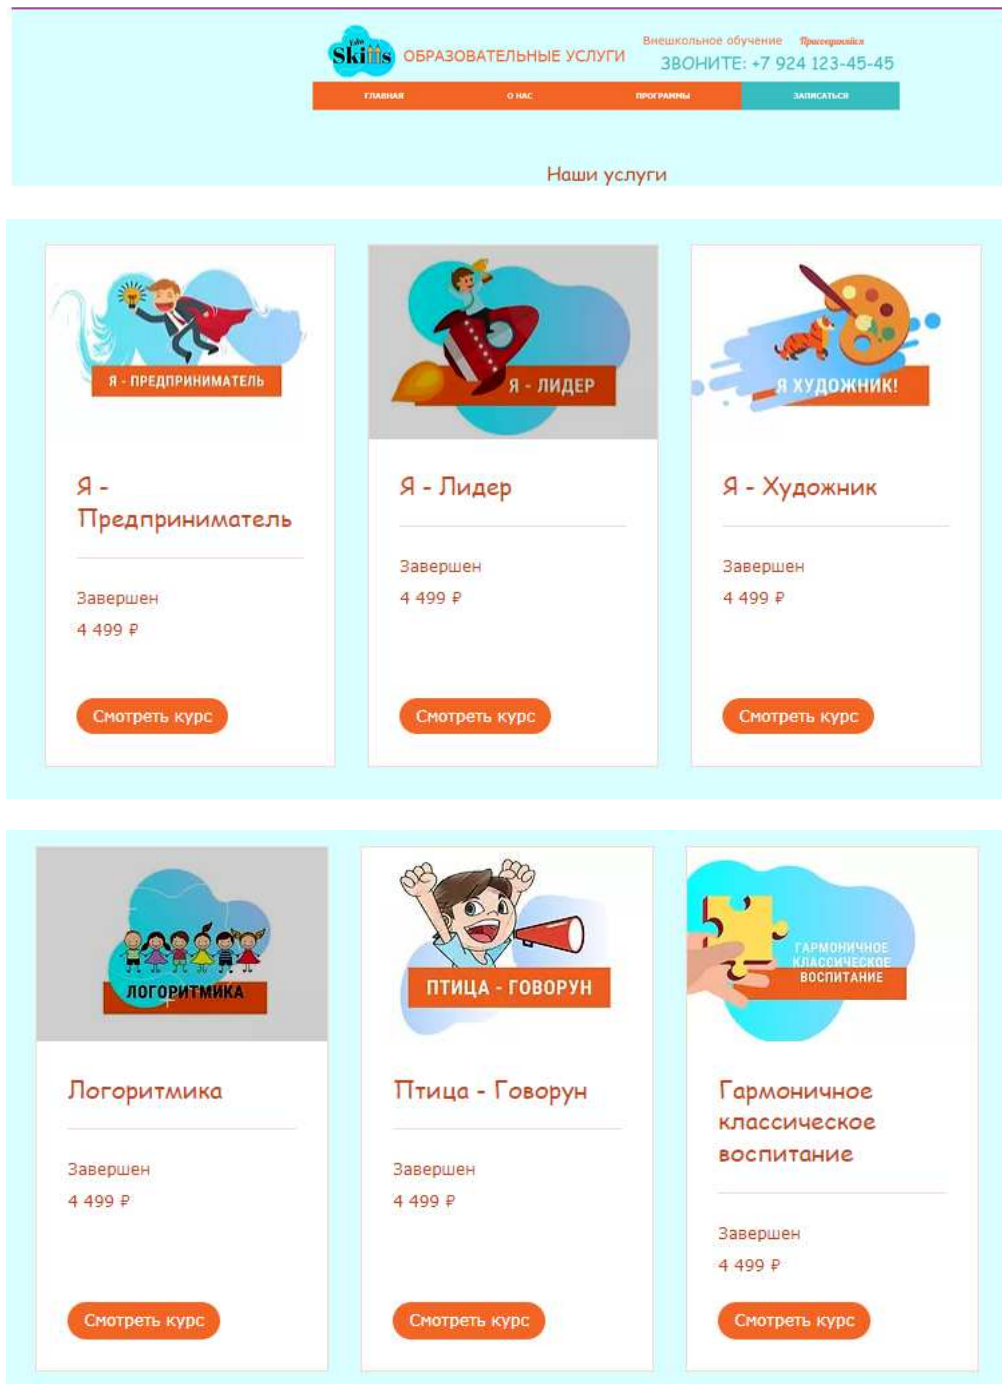 Edu
Skills
ОБРАЗОВАТЕЛЬНЫЕ УСЛУГИ
Внешкольное обучение Присоединяйся
ЗВОНИТЕ: +7 924 123-45-45
ГЛАВНАЯ О НАС ПРОГРАММЫ ЗАПИСАТЬСЯ
Наши услуги
Я - ПРЕДПРИНИМАТЕЛЬ
Я -
Предприниматель
Завершен
4 499 ₽
Смотреть курс
Я - ЛИДЕР
Я - Лидер
Завершен
4 499 ₽
Смотреть курс
Я ХУДОЖНИК!
Я - Художник
Завершен
4 499 ₽
Смотреть курс
ЛОГОРИТМИКА
Логоритмика
Завершен
4 499 ₽
Смотреть курс
ПТИЦА - ГОВОРУН
Птица - Говорун
Завершен
4 499 ₽
Смотреть курс
ГАРМОНИЧНОЕ
КЛАССИЧЕСКОЕ
ВОСПИТАНИЕ
Гармоничное
классическое
воспитание
Завершен
4 499 ₽
Смотреть курс